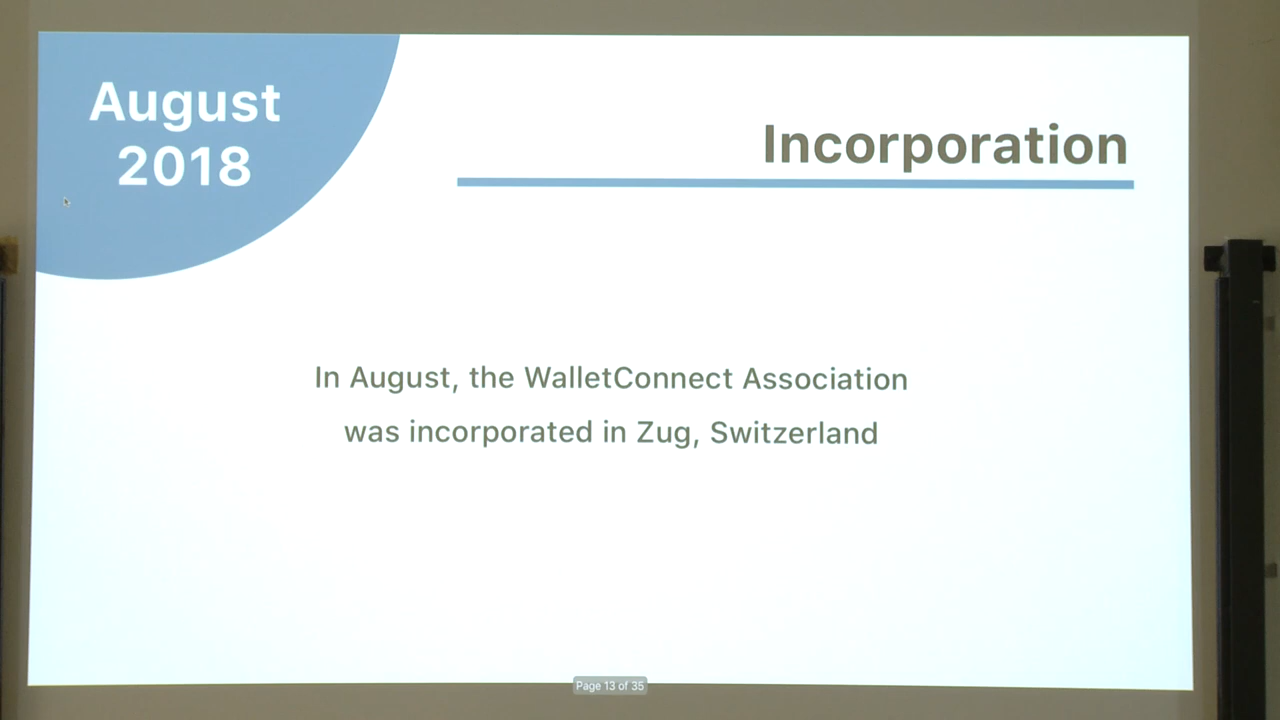 August
2018
Incorporation
In August, the WalletConnect Association
was incorporated in Zug, Switzerland
Page 13 of 35